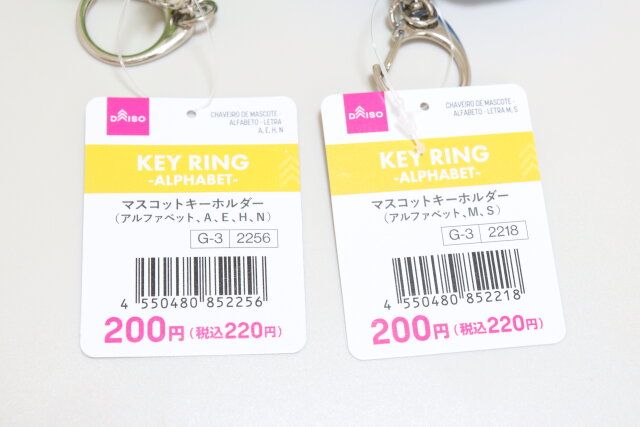 DAISO
CHAVEIRO DE MASCOTE -
ALFABETO - LETRA
A, E, H, N
KEY RING
-ALPHABET-
マスコットキーホルダー
(アルファベット、A、E、H、N)
G-3 2256
4 550480 852256
200円(税込220円)
DAISO
CHAVEIRO DE MASCOTE -
ALFABETO - LETRA M, S
KEY RING
-ALPHABET-
マスコットキーホルダー
(アルファベット、M、S)
G-3 2218
4 550480 852218
200円(税込220円)